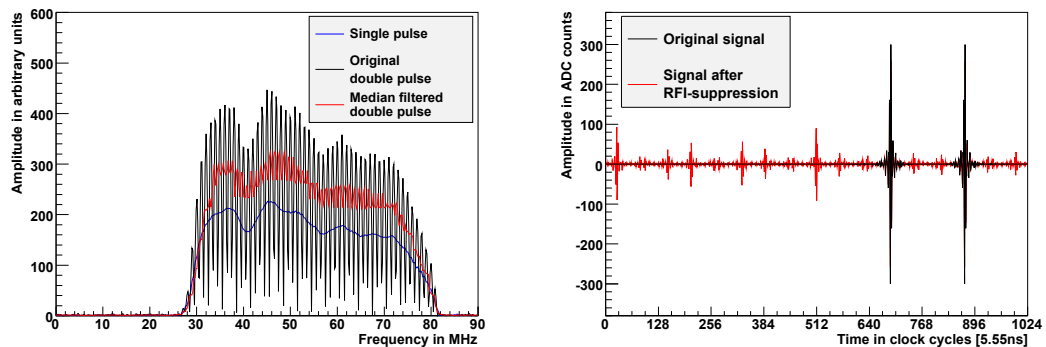 Amplitude in arbitrary units
600
500
400
300
200
100
0
0 10 20 30 40 50 60 70 80 90
Frequency in MHz
Single pulse
Original
double pulse
Median filtered
double pulse
Amplitude in ADC counts
300
200
100
0
-100
-200
-300
0 128 256 384 512 640 768 896 1024
Time in clock cycles [5.55ns]
Original signal
Signal after
RFI-suppression